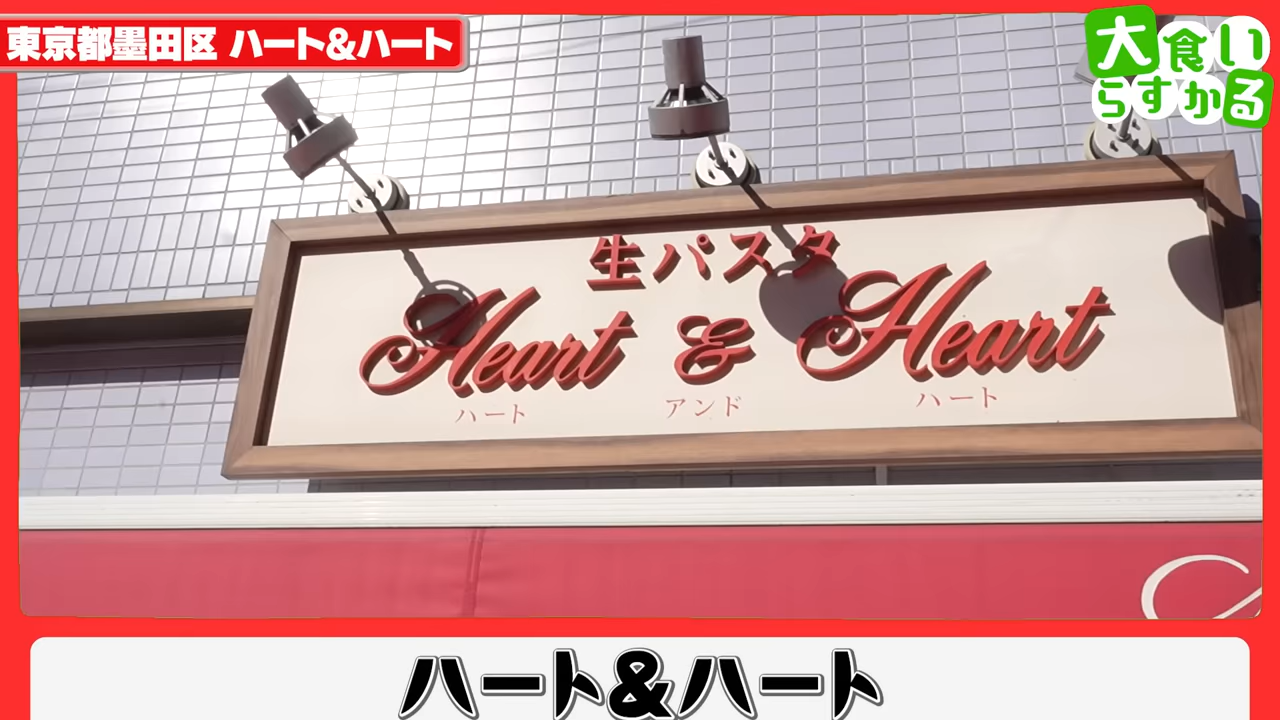 東京都墨田区 ハート&ハート
大食い
らすかる
生パスタ
Heart & Heart
ハート アンド ハート
ハート&ハート